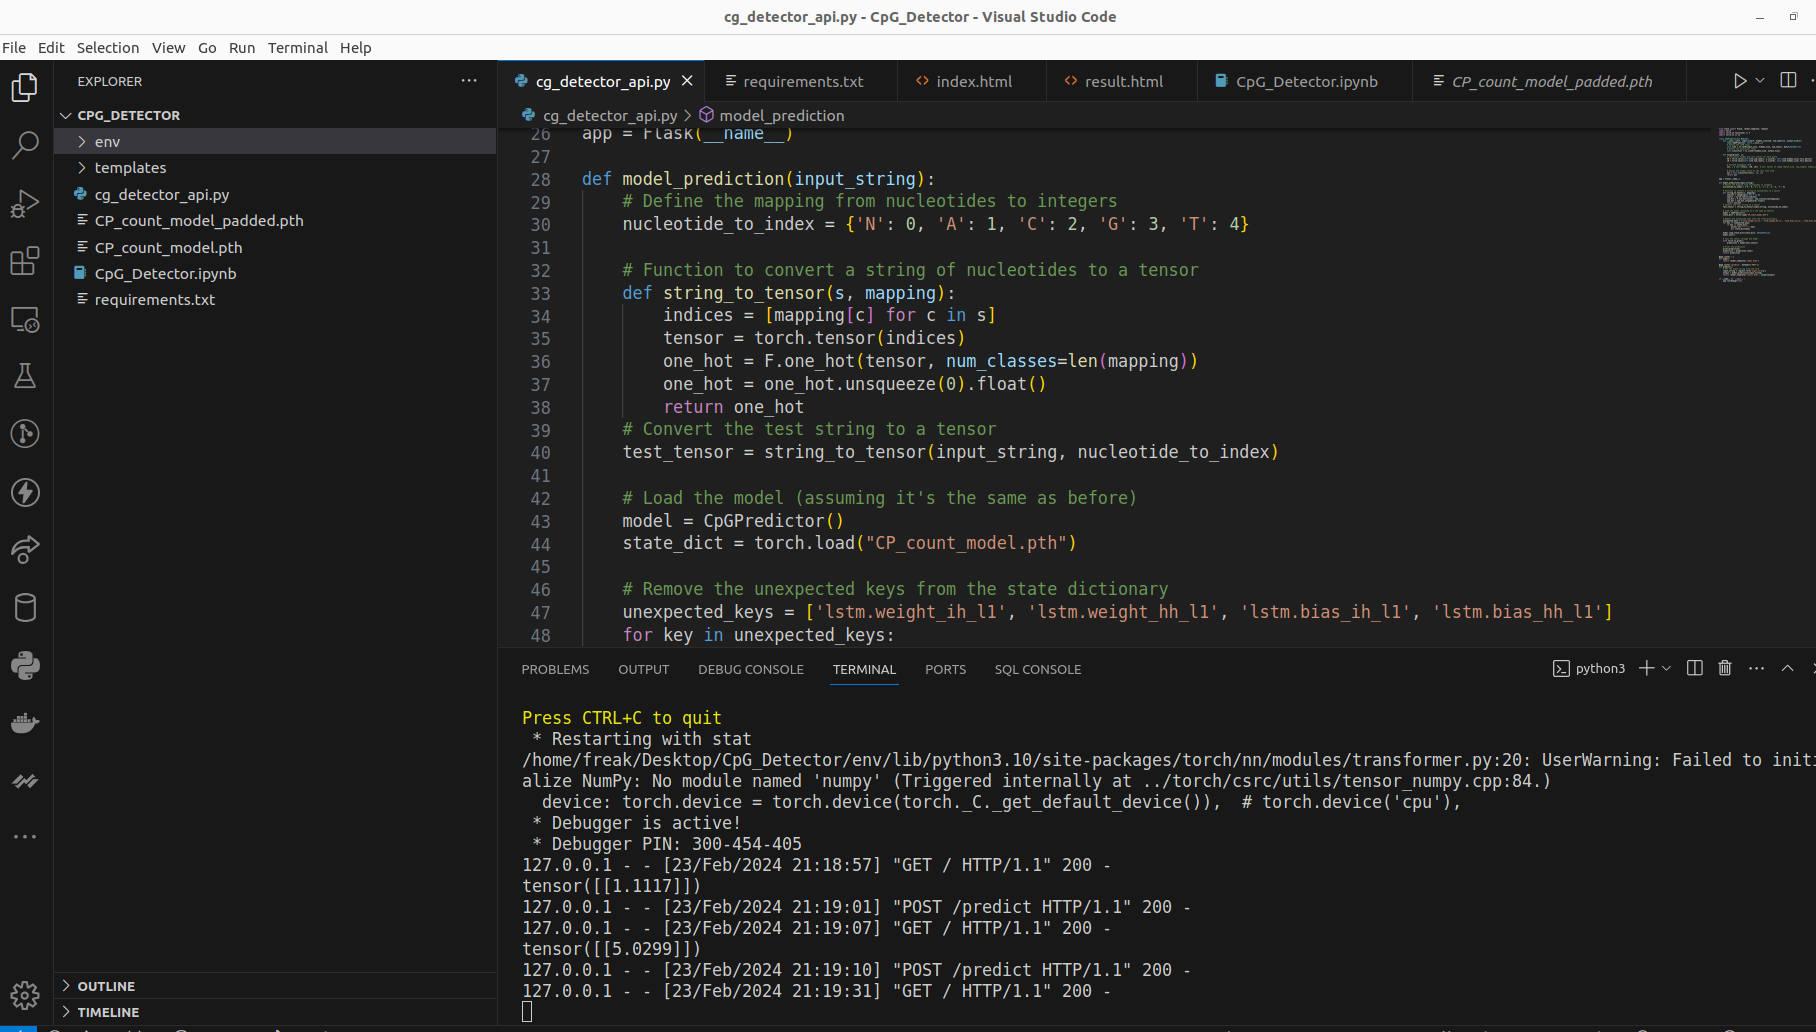 cg_detector_api.py - CpG_Detector - Visual Studio Code
File Edit Selection View Go Run Terminal Help
EXPLORER
CPG_DETECTOR
env
templates
cg_detector_api.py
CP_count_model_padded.pth
CP_count_model.pth
CpG_Detector.ipynb
requirements.txt
OUTLINE
TIMELINE
cg_detector_api.py requirements.txt index.html result.html CpG_Detector.ipynb CP_count_model_padded.pth
cg_detector_api.py > model_prediction
26 app = Flask(__name__)
27
28 def model_prediction(input_string):
29     # Define the mapping from nucleotides to integers
30     nucleotide_to_index = {'N': 0, 'A': 1, 'C': 2, 'G': 3, 'T': 4}
31
32     # Function to convert a string of nucleotides to a tensor
33     def string_to_tensor(s, mapping):
34         indices = [mapping[c] for c in s]
35         tensor = torch.tensor(indices)
36         one_hot = F.one_hot(tensor, num_classes=len(mapping))
37         one_hot = one_hot.unsqueeze(0).float()
38         return one_hot
39     # Convert the test string to a tensor
40     test_tensor = string_to_tensor(input_string, nucleotide_to_index)
41
42     # Load the model (assuming it's the same as before)
43     model = CpGPredictor()
44     state_dict = torch.load("CP_count_model.pth")
45
46     # Remove the unexpected keys from the state dictionary
47     unexpected_keys = ['lstm.weight_ih_l1', 'lstm.weight_hh_l1', 'lstm.bias_ih_l1', 'lstm.bias_hh_l1']
48     for key in unexpected_keys:
PROBLEMS OUTPUT DEBUG CONSOLE TERMINAL PORTS SQL CONSOLE python3
Press CTRL+C to quit
 * Restarting with stat
/home/freak/Desktop/CpG_Detector/env/lib/python3.10/site-packages/torch/nn/modules/transformer.py:20: UserWarning: Failed to initi
alize NumPy: No module named 'numpy' (Triggered internally at ../torch/csrc/utils/tensor_numpy.cpp:84.)
  device: torch.device = torch.device(torch._C._get_default_device()),  # torch.device('cpu'),
 * Debugger is active!
 * Debugger PIN: 300-454-405
127.0.0.1 - - [23/Feb/2024 21:18:57] "GET / HTTP/1.1" 200 -
tensor([[1.1117]])
127.0.0.1 - - [23/Feb/2024 21:19:01] "POST /predict HTTP/1.1" 200 -
127.0.0.1 - - [23/Feb/2024 21:19:07] "GET / HTTP/1.1" 200 -
tensor([[5.0299]])
127.0.0.1 - - [23/Feb/2024 21:19:10] "POST /predict HTTP/1.1" 200 -
127.0.0.1 - - [23/Feb/2024 21:19:31] "GET / HTTP/1.1" 200 -